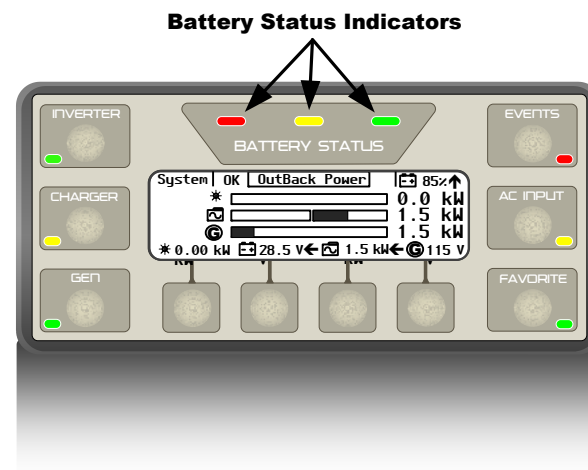 Battery Status Indicators
INVERTER
EVENTS
BATTERY STATUS
System OK OutBack Power 85%
CHARGER
AC INPUT
0.0 kW
1.5 kW
G 1.5 kW
0.00 kW 28.5 V 1.5 kW G 115 V
GEN
FAVORITE